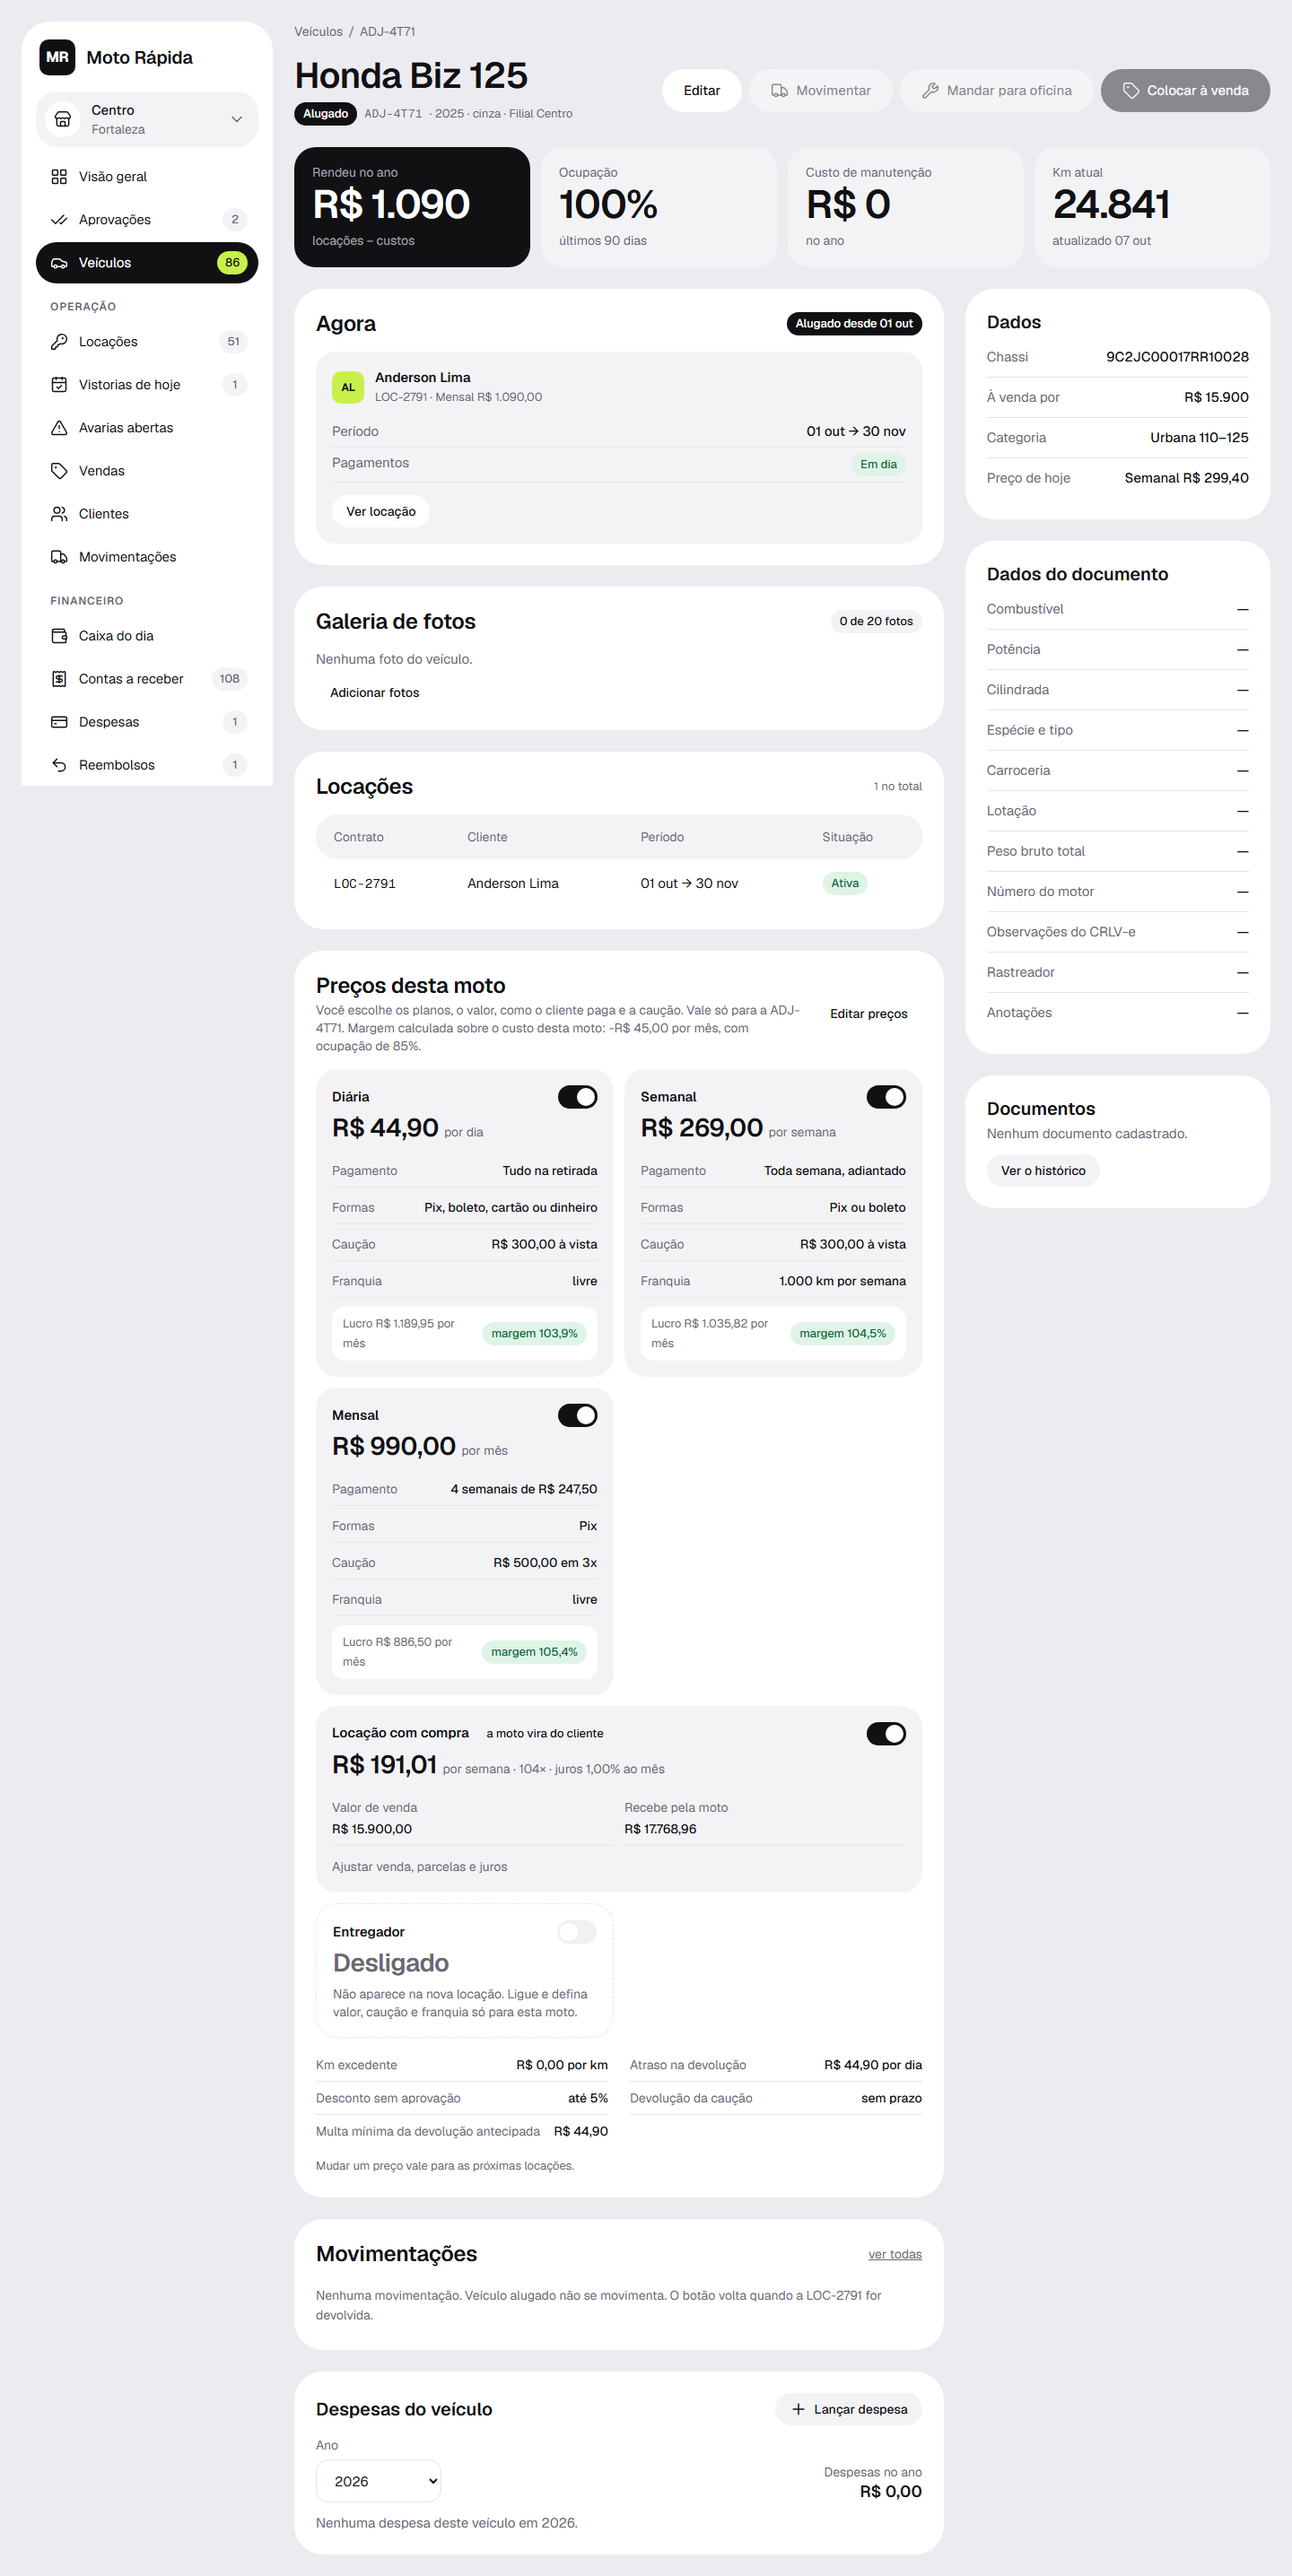 MR
Moto Rápida
Centro
Fortaleza
Visão geral
Aprovações 2
Veículos 86
OPERAÇÃO
Locações 51
Vistorias de hoje 1
Avarias abertas
Vendas
Clientes
Movimentações
FINANCEIRO
Caixa do dia
Contas a receber 108
Despesas 1
Reembolsos 1
Veículos / ADJ-4T71
Honda Biz 125
Alugado ADJ-4T71 · 2025 · cinza · Filial Centro
Editar
Movimentar
Mandar para oficina
Colocar à venda
Rendeu no ano
R$ 1.090
locações – custos
Ocupação
100%
últimos 90 dias
Custo de manutenção
R$ 0
no ano
Km atual
24.841
atualizado 07 out
Agora
Alugado desde 01 out
AL
Anderson Lima
LOC-2791 · Mensal R$ 1.090,00
Período 01 out → 30 nov
Pagamentos Em dia
Ver locação
Galeria de fotos
0 de 20 fotos
Nenhuma foto do veículo.
Adicionar fotos
Locações
1 no total
Contrato Cliente Período Situação
LOC-2791 Anderson Lima 01 out → 30 nov Ativa
Preços desta moto
Você escolhe os planos, o valor, como o cliente paga e a caução. Vale só para a ADJ-
4T71. Margem calculada sobre o custo desta moto: -R$ 45,00 por mês, com
ocupação de 85%.
Editar preços
Diária
R$ 44,90 por dia
Pagamento Tudo na retirada
Formas Pix, boleto, cartão ou dinheiro
Caução R$ 300,00 à vista
Franquia livre
Lucro R$ 1.189,95 por
mês
margem 103,9%
Semanal
R$ 269,00 por semana
Pagamento Toda semana, adiantado
Formas Pix ou boleto
Caução R$ 300,00 à vista
Franquia 1.000 km por semana
Lucro R$ 1.035,82 por
mês
margem 104,5%
Mensal
R$ 990,00 por mês
Pagamento 4 semanais de R$ 247,50
Formas Pix
Caução R$ 500,00 em 3x
Franquia livre
Lucro R$ 886,50 por
mês
margem 105,4%
Locação com compra a moto vira do cliente
R$ 191,01 por semana · 104× · juros 1,00% ao mês
Valor de venda
R$ 15.900,00
Recebe pela moto
R$ 17.768,96
Ajustar venda, parcelas e juros
Entregador
Desligado
Não aparece na nova locação. Ligue e defina
valor, caução e franquia só para esta moto.
Km excedente R$ 0,00 por km
Atraso na devolução R$ 44,90 por dia
Desconto sem aprovação até 5%
Devolução da caução sem prazo
Multa mínima da devolução antecipada R$ 44,90
Mudar um preço vale para as próximas locações.
Movimentações
ver todas
Nenhuma movimentação. Veículo alugado não se movimenta. O botão volta quando a LOC-2791 for
devolvida.
Despesas do veículo
Lançar despesa
Ano
2026
Despesas no ano
R$ 0,00
Nenhuma despesa deste veículo em 2026.
Dados
Chassi 9C2JC00017RR10028
À venda por R$ 15.900
Categoria Urbana 110–125
Preço de hoje Semanal R$ 299,40
Dados do documento
Combustível —
Potência —
Cilindrada —
Espécie e tipo —
Carroceria —
Lotação —
Peso bruto total —
Número do motor —
Observações do CRLV-e —
Rastreador —
Anotações —
Documentos
Nenhum documento cadastrado.
Ver o histórico